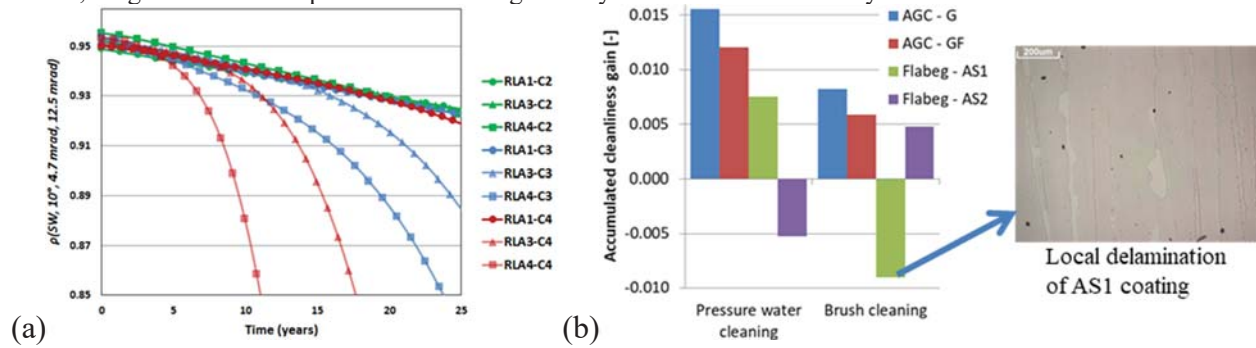 0.95
0.93
0.91
0.89
0.87
0.85
0
5
10
15
20
25
ρ(SW, 10°, 4.7 mrad, 12.5 mrad)
Time (years)
RLA1-C2
RLA3-C2
RLA4-C2
RLA1-C3
RLA3-C3
RLA4-C3
RLA1-C4
RLA3-C4
RLA4-C4
(a)
Accumulated cleanliness gain [-]
0.015
0.010
0.005
0.000
-0.005
-0.010
AGC - G
AGC - GF
Flabeg - AS1
Flabeg - AS2
Pressure water
cleaning
Brush cleaning
(b)
200um
Local delamination
of AS1 coating